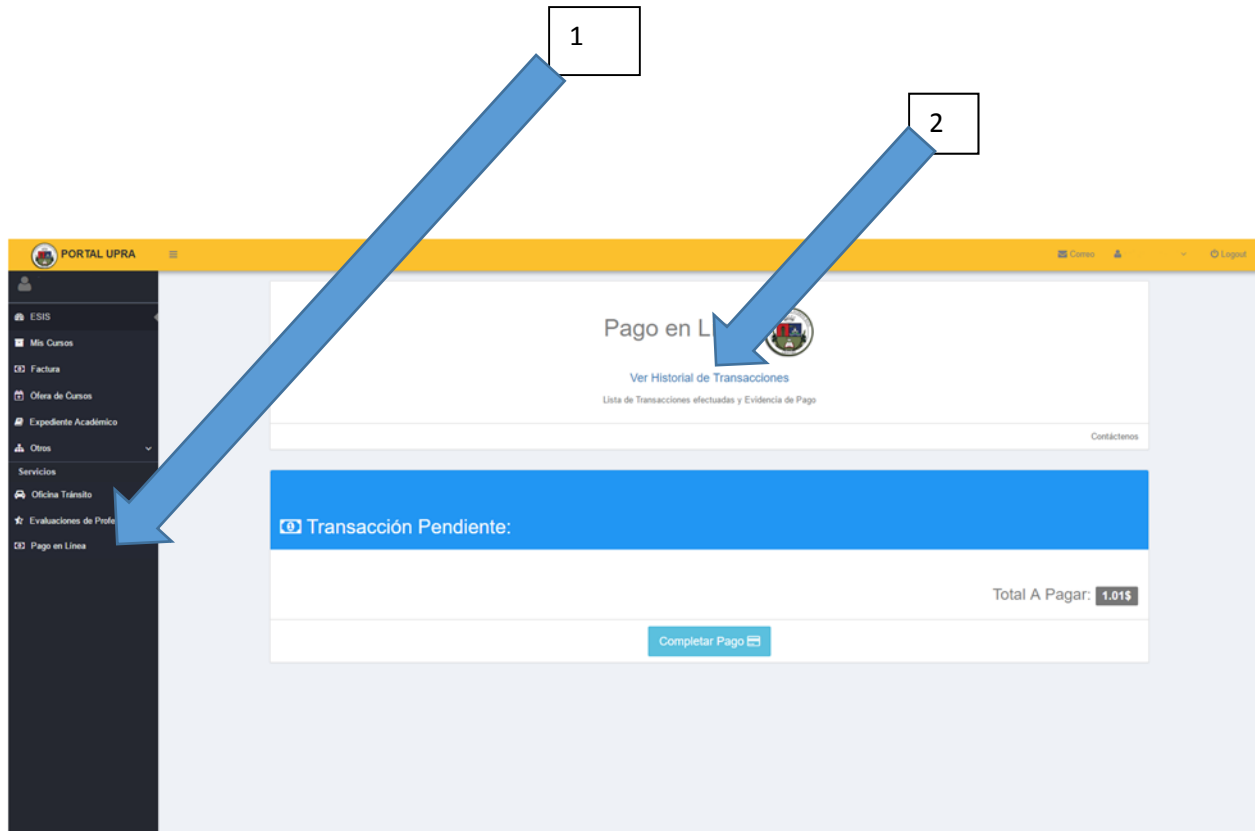 1
2
PORTAL UPRA
Correo
Logout
ESIS
Mis Cursos
Factura
Ofera de Cursos
Expediente Académico
Otros
Servicios
Oficina Tránsito
Evaluaciones de Profe
Pago en Línea
Pago en L
Ver Historial de Transacciones
Lista de Transacciones efectuadas y Evidencia de Pago
Contáctenos
Transacción Pendiente:
Total A Pagar: 1.01$
Completar Pago